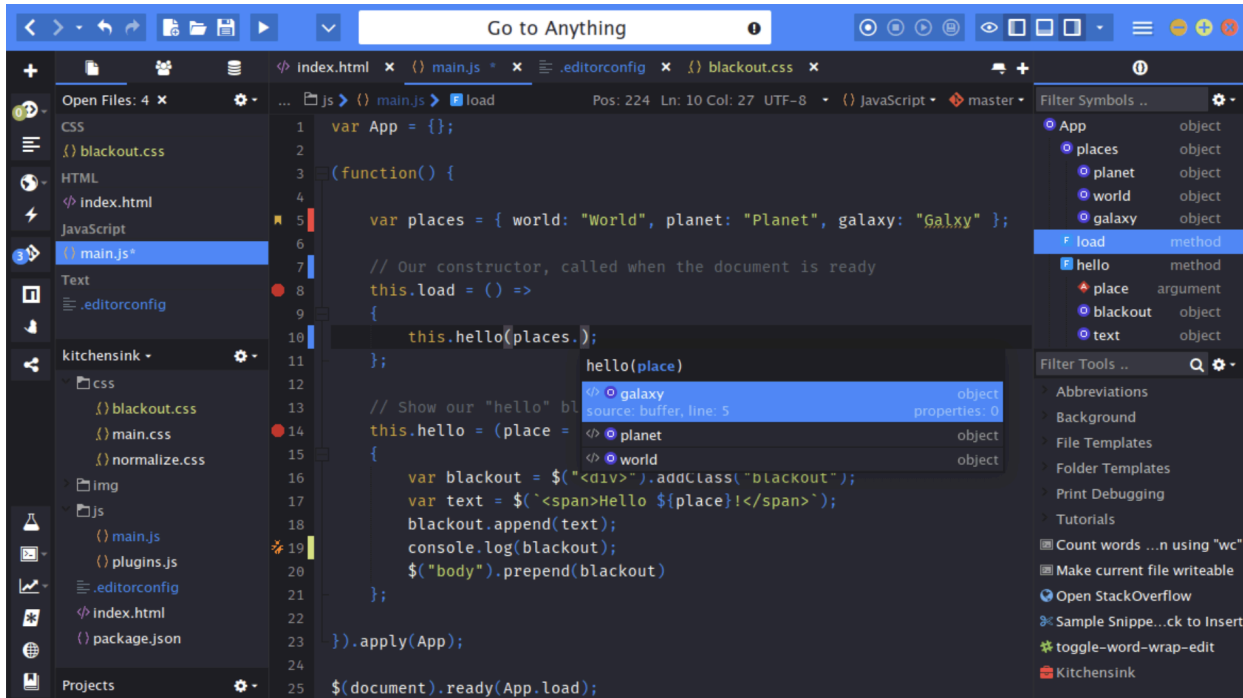 Go to Anything
Open Files: 4
CSS
blackout.css
HTML
index.html
JavaScript
main.js*
Text
.editorconfig
kitchensink
css
blackout.css
main.css
normalize.css
img
js
main.js
plugins.js
.editorconfig
index.html
package.json
Projects
0
3
index.html
main.js *
.editorconfig
blackout.css
... js main.js load Pos: 224 Ln: 10 Col: 27 UTF-8 JavaScript master
1 var App = {};
2
3 (function() {
4
5 var places = { world: "World", planet: "Planet", galaxy: "Galxy" };
6
7 // Our constructor, called when the document is ready
8 this.load = () =>
9 {
10 this.hello(places.);
11 };
12
13 // Show our "hello" bl
14 this.hello = (place =
15 {
16 var blackout = $("<div>").addClass("blackout");
17 var text = $(`<span>Hello ${place}!</span>`);
18 blackout.append(text);
19 console.log(blackout);
20 $("body").prepend(blackout)
21 };
22
23 }).apply(App);
24
25 $(document).ready(App.load);
hello(place)
galaxy object
source: buffer, line: 5 properties: 0
planet object
world object
Filter Symbols ..
App object
places object
planet object
world object
galaxy object
load method
hello method
place argument
blackout object
text object
Filter Tools ..
Abbreviations
Background
File Templates
Folder Templates
Print Debugging
Tutorials
Count words ...n using "wc"
Make current file writeable
Open StackOverflow
Sample Snippe...ck to Insert
toggle-word-wrap-edit
Kitchensink